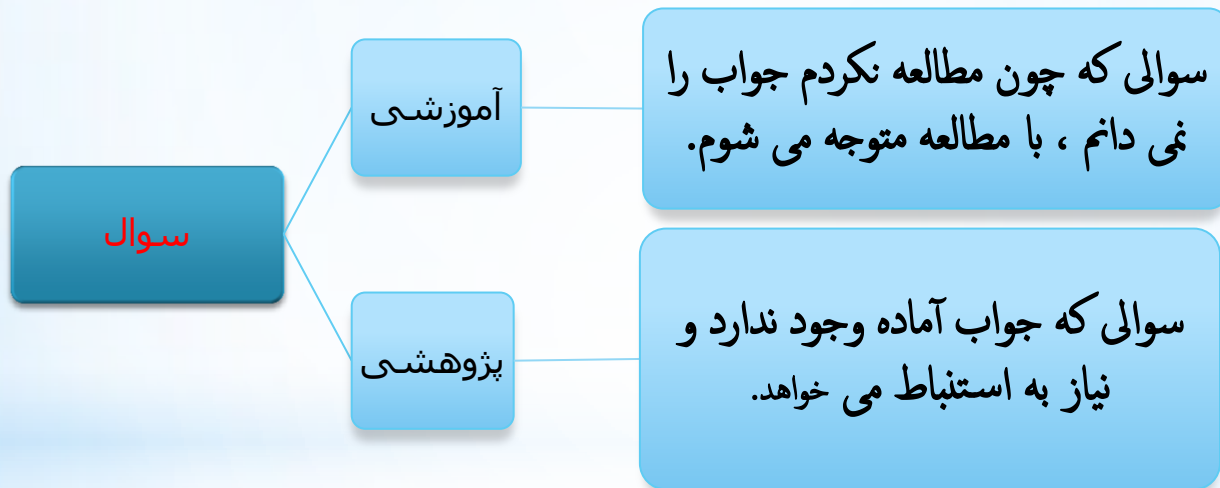 سوال
آموزشی
سوالی که چون مطالعه نکردم جواب را
نمی دانم ، با مطالعه متوجه می شوم.
پژوهشی
سوالی که جواب آماده وجود ندارد و
نیاز به استنباط می خواهد.